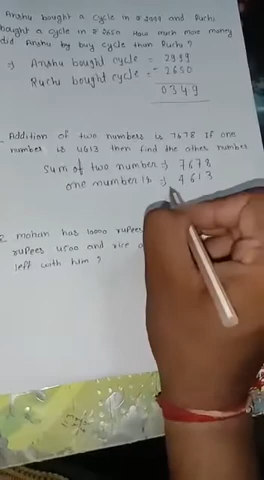 Anshu bought a cycle in ₹ 2999 and Ruchi
bought a cycle in ₹ 2650 How much more money
did Anshu by buy cycle than Ruchi ?
Anshu bought cycle = 2999
Ruchi bought cycle = - 2650
0349
Addition of two numbers is 7678 If one
number is 4613 then find the other number
Sum of two number → 7678
one number is → 4613
mohan has 10000 rupees
rupees 4500 and rice
left with him ?